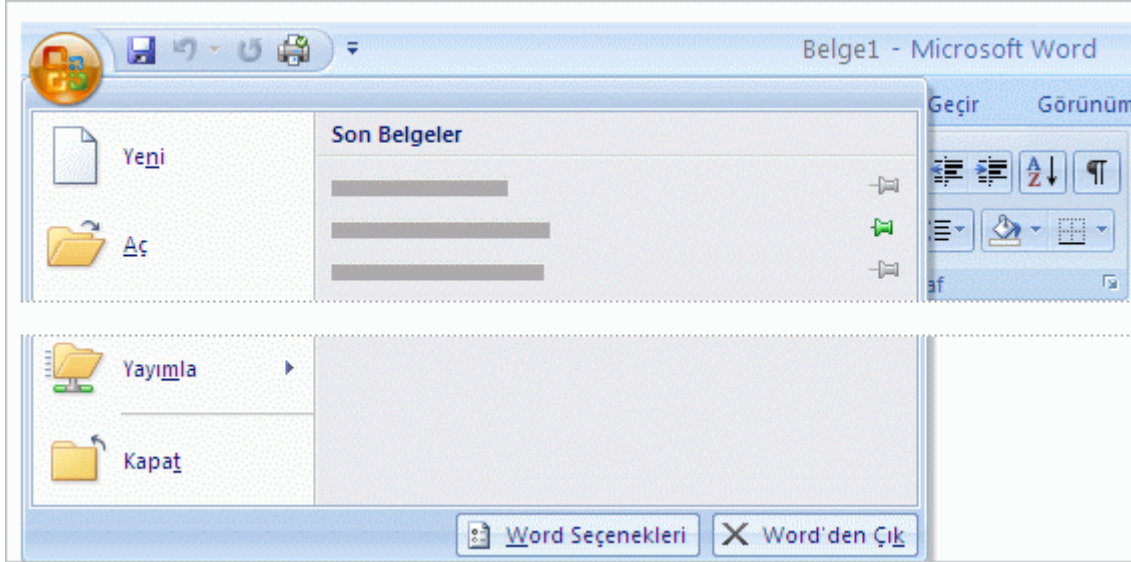 Belge1 - Microsoft Word
Geçir Görünüm
Son Belgeler
Yeni
Aç
af
Yayımla
Kapat
Word Seçenekleri
Word'den Çık